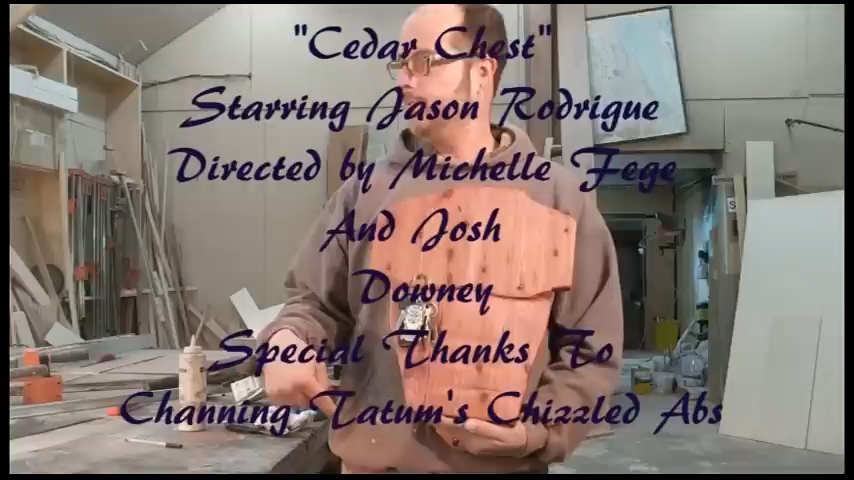 "Cedar Chest"
Starring Jason Rodrigue
Directed by Michelle Fege
And Josh
Downey
Special Thanks To
Channing Tatum's Chizzled Abs